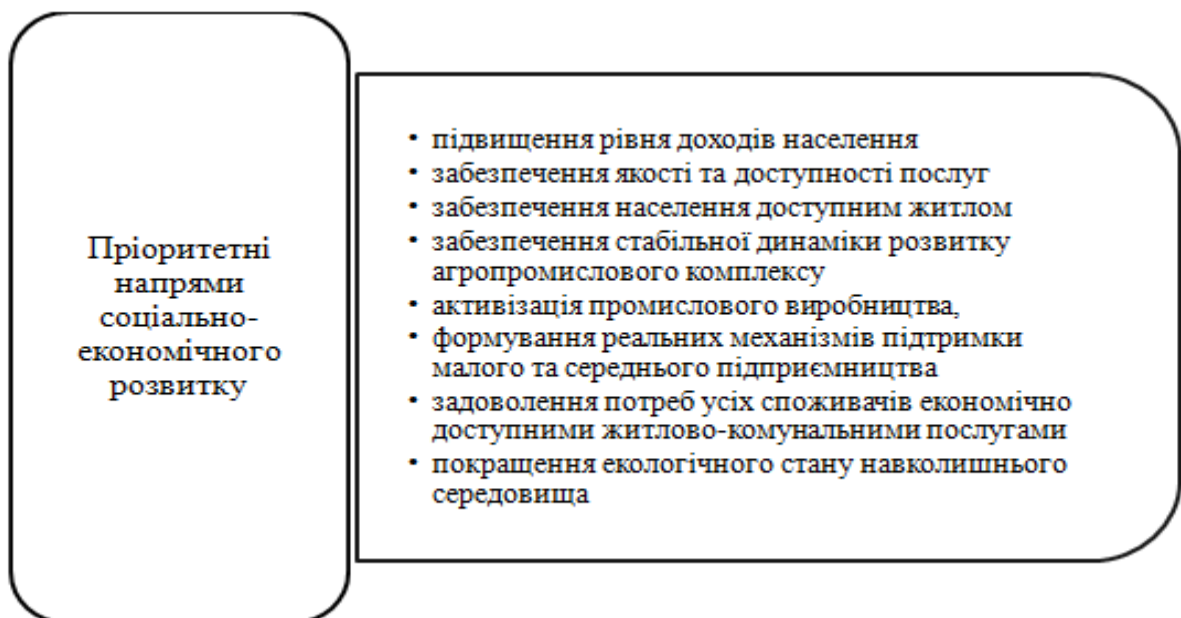 Пріоритетні
напрями
соціально-
економічного
розвитку
• підвищення рівня доходів населення
• забезпечення якості та доступності послуг
• забезпечення населення доступним житлом
• забезпечення стабільної динаміки розвитку
агропромислового комплексу
• активізація промислового виробництва,
• формування реальних механізмів підтримки
малого та середнього підприємництва
• задоволення потреб усіх споживачів економічно
доступними житлово-комунальними послугами
• покращення екологічного стану навколишнього
середовища